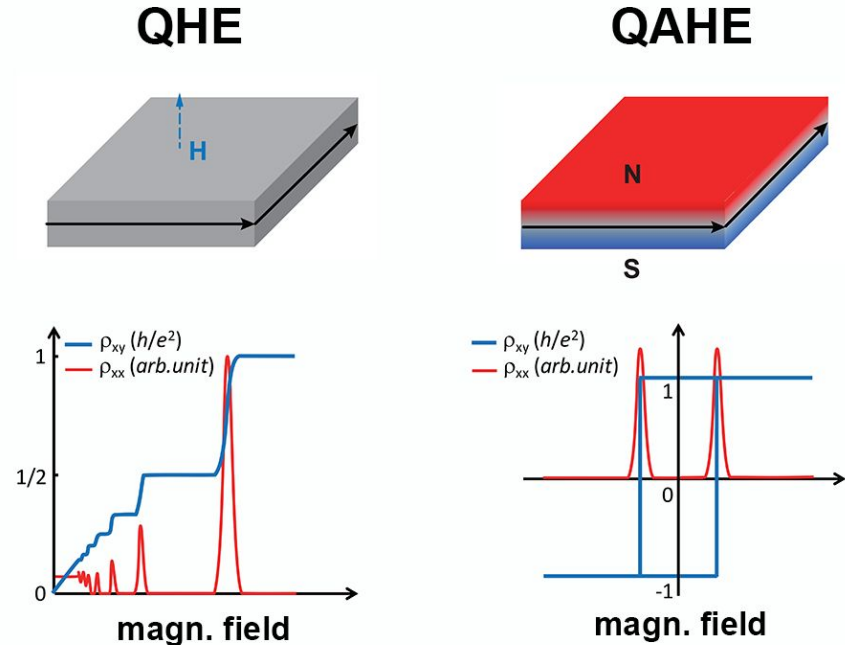 QHE
QAHE
H
N
S
ρxy (h/e²)
ρxx (arb.unit)
1
1/2
0
magn. field
ρxy (h/e²)
ρxx (arb.unit)
1
0
-1
magn. field